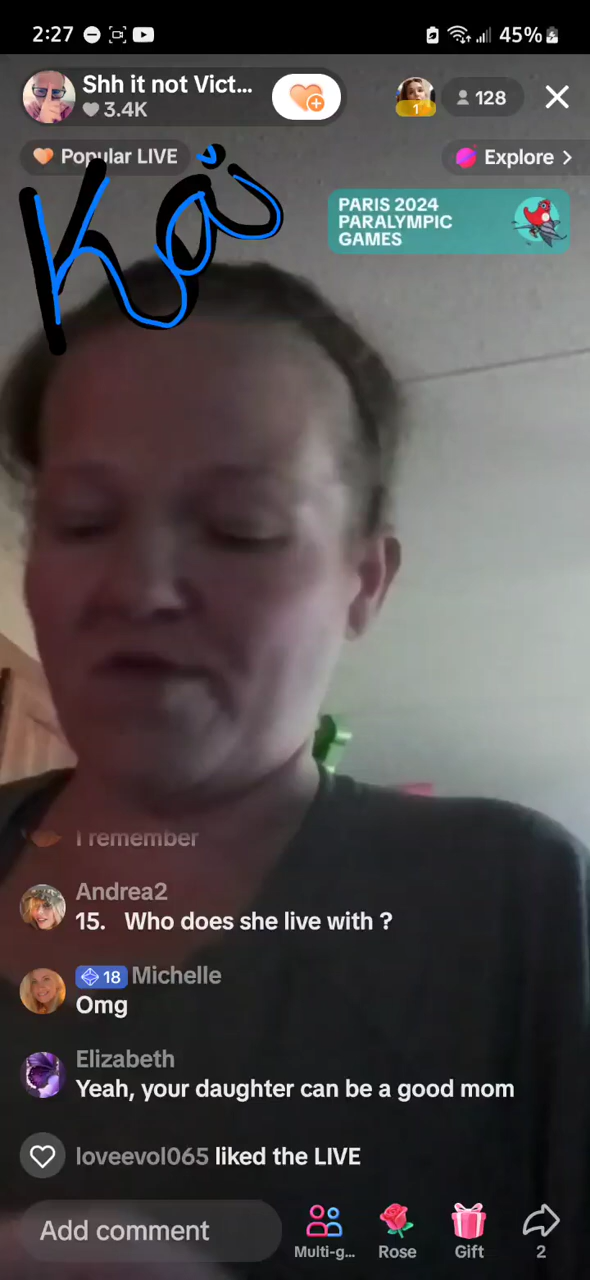 2:27
45%
Shh it not Vict...
3.4K
1
128
Popular LIVE
Explore >
Kai
PARIS 2024
PARALYMPIC
GAMES
I remember
Andrea2
15. Who does she live with ?
18 Michelle
Omg
Elizabeth
Yeah, your daughter can be a good mom
loveevol065 liked the LIVE
Add comment
Multi-g...
Rose
Gift
2